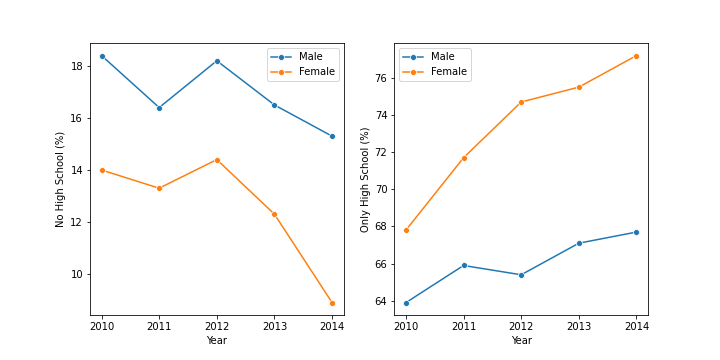 No High School (%)
18
16
14
12
10
Male
Female
2010 2011 2012 2013 2014
Year
Only High School (%)
76
74
72
70
68
66
64
Male
Female
2010 2011 2012 2013 2014
Year